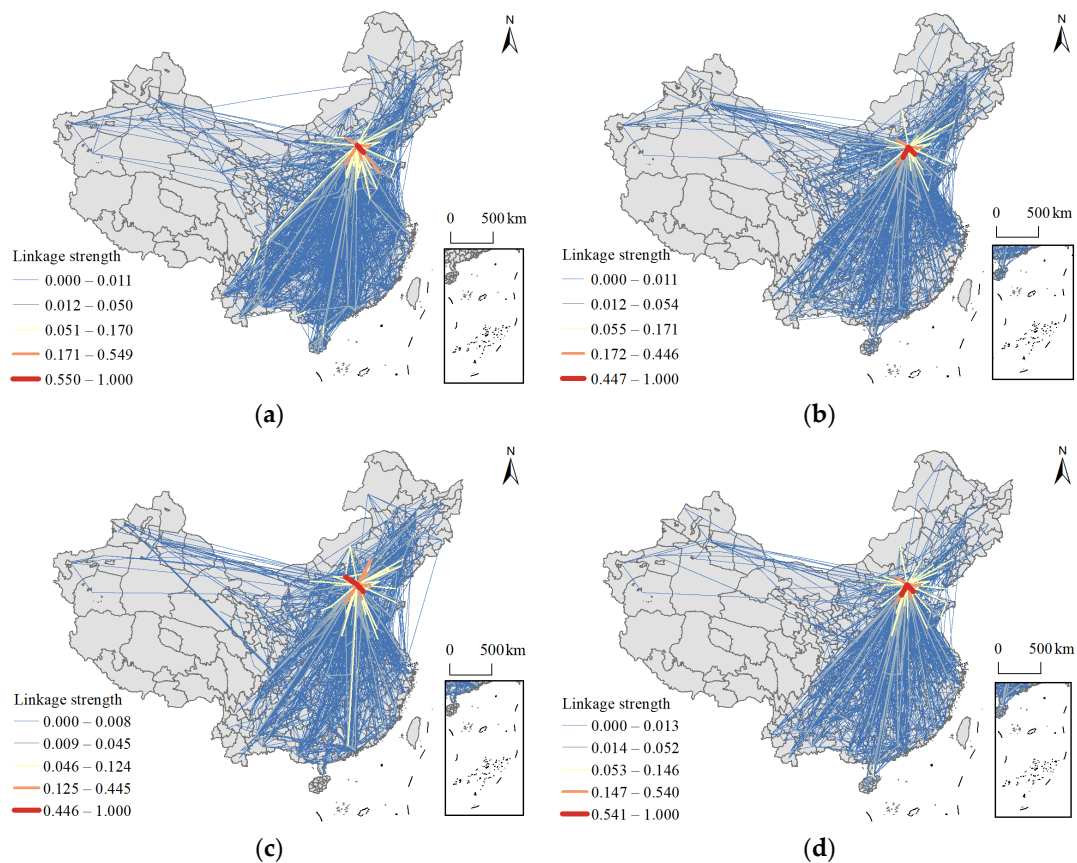 N
0 500 km
Linkage strength
0.000 – 0.011
0.012 – 0.050
0.051 – 0.170
0.171 – 0.549
0.550 – 1.000
(a)
N
0 500 km
Linkage strength
0.000 – 0.011
0.012 – 0.054
0.055 – 0.171
0.172 – 0.446
0.447 – 1.000
(b)
N
0 500 km
Linkage strength
0.000 – 0.008
0.009 – 0.045
0.046 – 0.124
0.125 – 0.445
0.446 – 1.000
(c)
N
0 500 km
Linkage strength
0.000 – 0.013
0.014 – 0.052
0.053 – 0.146
0.147 – 0.540
0.541 – 1.000
(d)